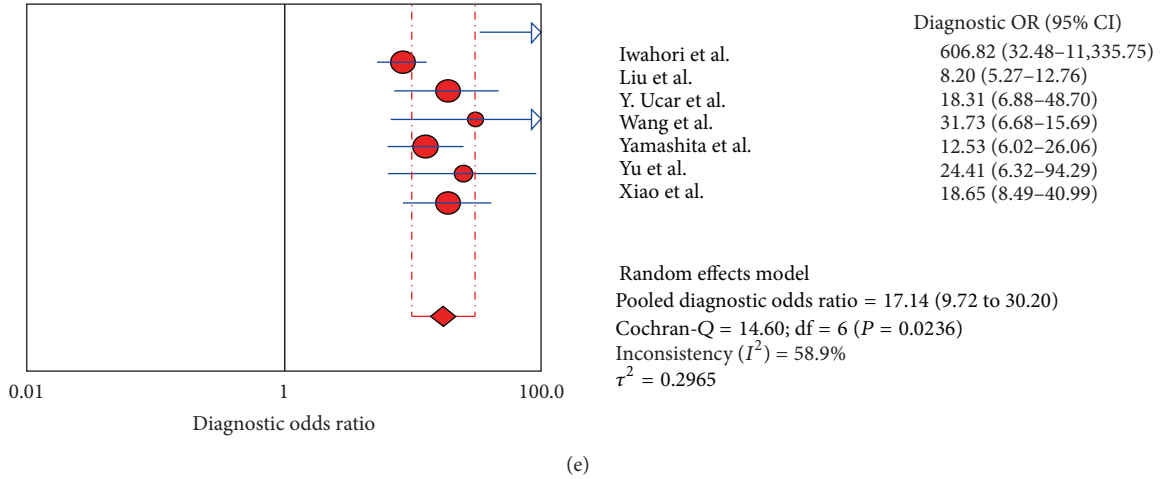 Diagnostic OR (95% CI)
Iwahori et al. 606.82 (32.48–11,335.75)
Liu et al. 8.20 (5.27–12.76)
Y. Ucar et al. 18.31 (6.88–48.70)
Wang et al. 31.73 (6.68–15.69)
Yamashita et al. 12.53 (6.02–26.06)
Yu et al. 24.41 (6.32–94.29)
Xiao et al. 18.65 (8.49–40.99)
Random effects model
Pooled diagnostic odds ratio = 17.14 (9.72 to 30.20)
Cochran-Q = 14.60; df = 6 (P = 0.0236)
Inconsistency (I²) = 58.9%
τ² = 0.2965
0.01 1 100.0
Diagnostic odds ratio
(e)